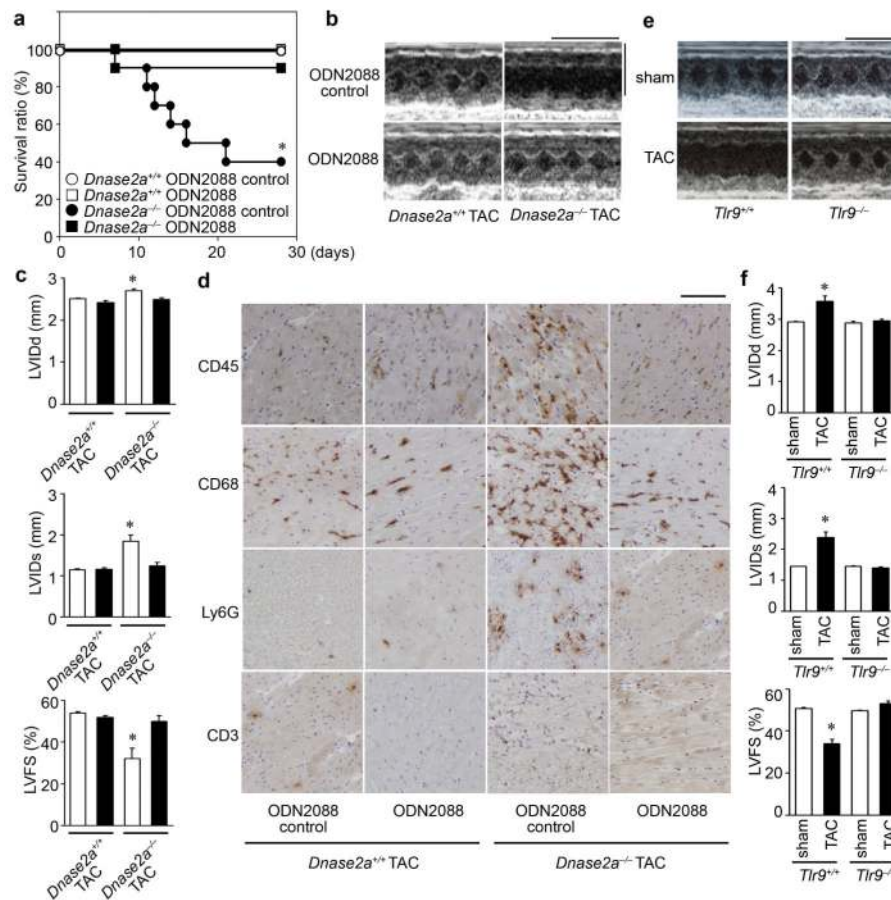 a
Survival ratio (%)
100
80
60
40
20
0
*
Dnase2a+/+ ODN2088 control
Dnase2a+/+ ODN2088
Dnase2a−/− ODN2088 control
Dnase2a−/− ODN2088
0 10 20 30 (days)
b
ODN2088
control
ODN2088
Dnase2a+/+ TAC Dnase2a−/− TAC
e
sham
TAC
Tlr9+/+ Tlr9−/−
c
LVIDd (mm)
3
2
1
0
*
Dnase2a+/+
TAC
Dnase2a−/−
TAC
LVIDs (mm)
3
2
1
0
*
Dnase2a+/+
TAC
Dnase2a−/−
TAC
LVFS (%)
60
40
20
0
*
Dnase2a+/+
TAC
Dnase2a−/−
TAC
d
CD45
CD68
Ly6G
CD3
ODN2088
control
ODN2088
ODN2088
control
ODN2088
Dnase2a+/+ TAC Dnase2a−/− TAC
f
LVIDd (mm)
4
3
2
1
0
*
sham TAC sham TAC
Tlr9+/+ Tlr9−/−
LVIDs (mm)
3
2
1
0
*
sham TAC sham TAC
Tlr9+/+ Tlr9−/−
LVFS (%)
60
40
20
0
*
sham TAC sham TAC
Tlr9+/+